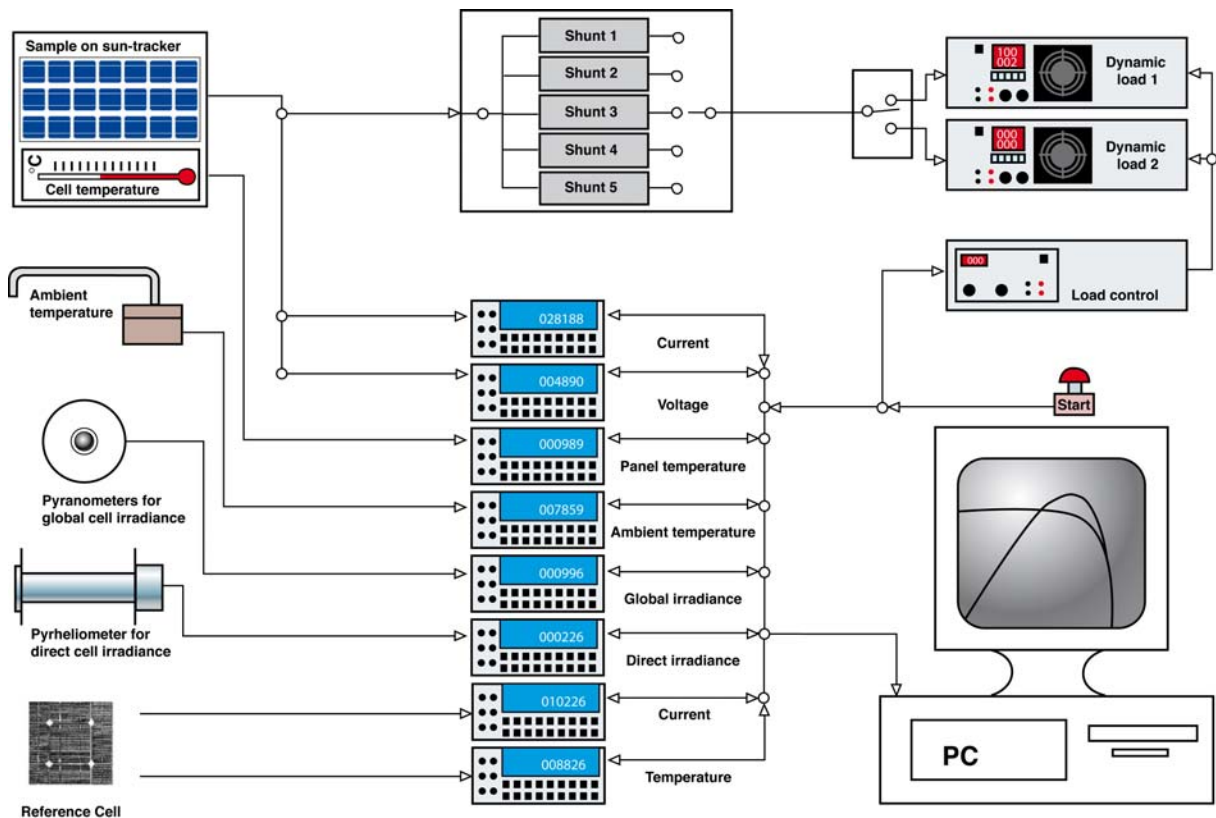 Sample on sun-tracker
°C
Cell temperature
Shunt 1
Shunt 2
Shunt 3
Shunt 4
Shunt 5
100
002
Dynamic
load 1
000
000
Dynamic
load 2
000
Load control
Ambient
temperature
028188
Current
004890
Voltage
Start
000989
Panel temperature
Pyranometers for
global cell irradiance
007859
Ambient temperature
000996
Global irradiance
Pyrheliometer for
direct cell irradiance
000226
Direct irradiance
010226
Current
008826
Temperature
PC
Reference Cell